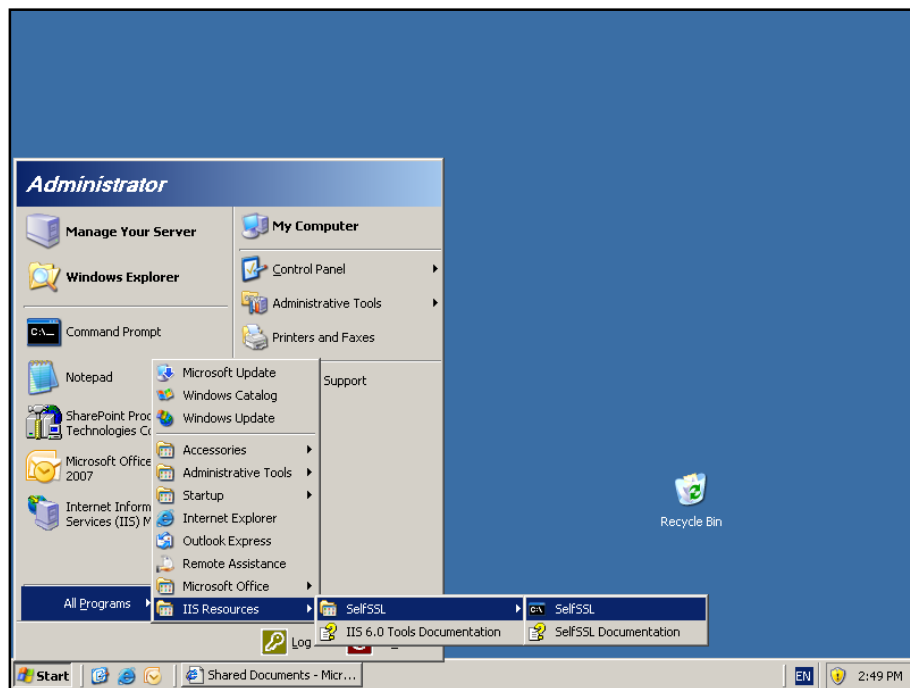 Administrator
Manage Your Server
Windows Explorer
Command Prompt
Notepad
SharePoint Proc
Technologies Co
Microsoft Office
2007
Internet Inform
Services (IIS) M
All Programs
My Computer
Control Panel
Administrative Tools
Printers and Faxes
Support
Microsoft Update
Windows Catalog
Windows Update
Accessories
Administrative Tools
Startup
Internet Explorer
Outlook Express
Remote Assistance
Microsoft Office
IIS Resources
SelfSSL
IIS 6.0 Tools Documentation
SelfSSL
SelfSSL Documentation
Log
Recycle Bin
Start
Shared Documents - Micr...
EN
2:49 PM